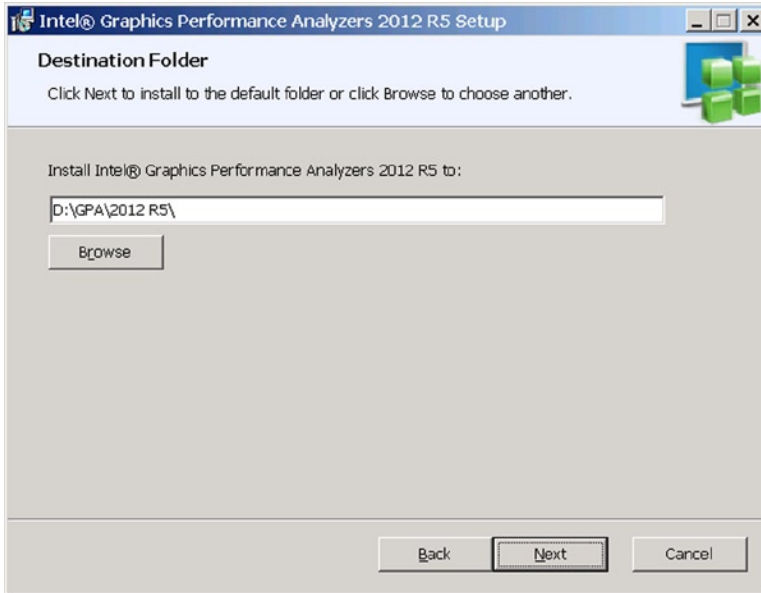 Intel® Graphics Performance Analyzers 2012 R5 Setup
Destination Folder
Click Next to install to the default folder or click Browse to choose another.
Install Intel® Graphics Performance Analyzers 2012 R5 to:
D:\GPA\2012 R5\
Browse
Back Next Cancel